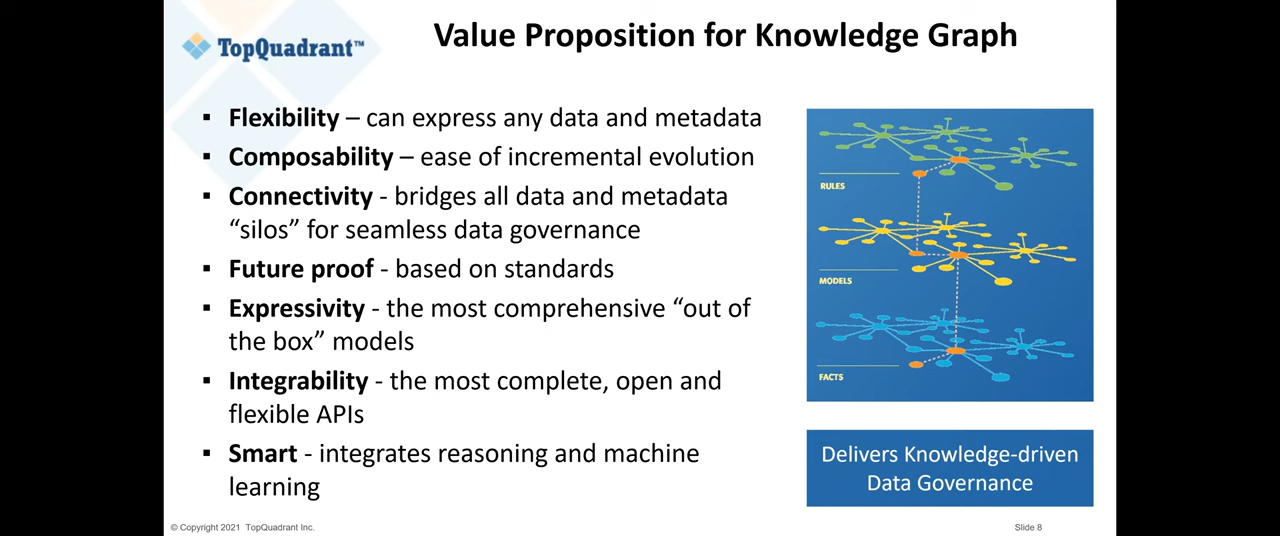 TopQuadrant™
Value Proposition for Knowledge Graph
▪ Flexibility – can express any data and metadata
▪ Composability – ease of incremental evolution
▪ Connectivity - bridges all data and metadata
“silos” for seamless data governance
▪ Future proof - based on standards
▪ Expressivity - the most comprehensive “out of
the box” models
▪ Integrability - the most complete, open and
flexible APIs
▪ Smart - integrates reasoning and machine
learning
RULES
MODELS
FACTS
Delivers Knowledge-driven
Data Governance
© Copyright 2021 TopQuadrant Inc.
Slide 8